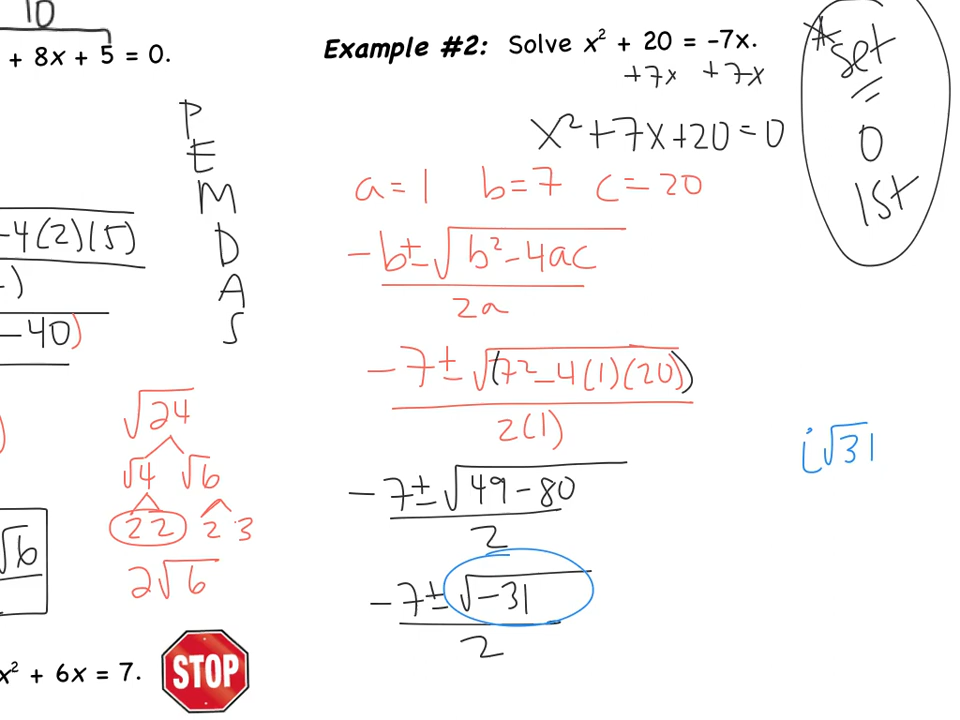 10
+ 8x + 5 = 0.
-4(2)(5)
-40)
P
E
M
D
A
S
√24
√4 √6
2 2 2·3
2√6
√6
x² + 6x = 7.
STOP
Example #2: Solve x² + 20 = -7x.
+7x +7x
x² + 7x + 20 = 0
a = 1 b = 7 c = 20
-b ± √b² - 4ac
2a
-7 ± √(7² - 4(1)(20))
2(1)
-7 ± √49 - 80
2
-7 ± √-31
2
* Set
=
0
1st
i√31